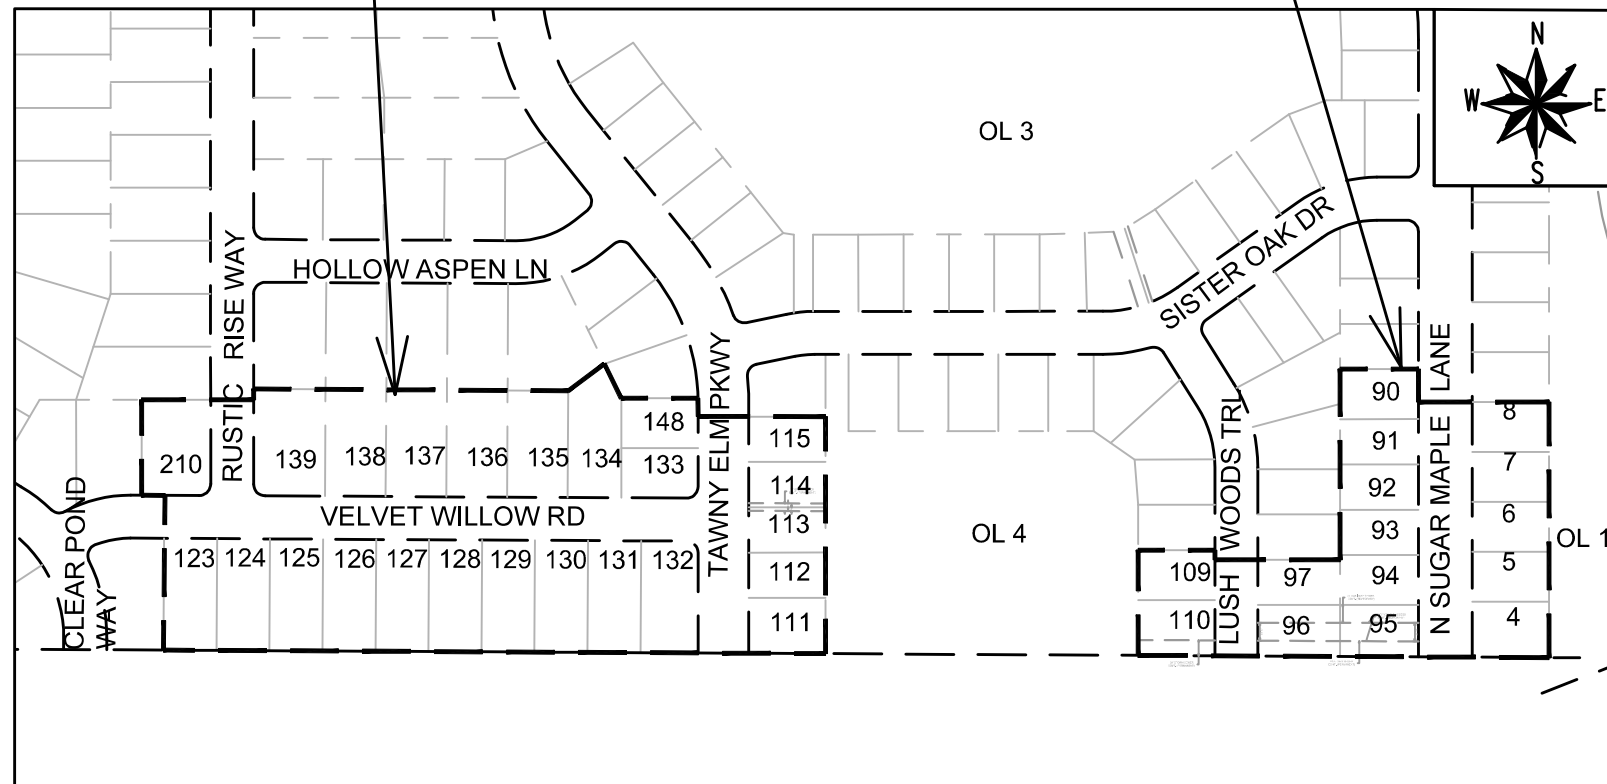 N
W E
S
OL 3
SISTER OAK DR
RUSTIC RISE WAY
HOLLOW ASPEN LN
TAWNY ELM PKWY
N SUGAR MAPLE LANE
LUSH WOODS TRL
90
8
148
115
91
210
139
138
137
136
135
134
133
7
114
92
VELVET WILLOW RD
113
93
6
OL 4
OL 1
CLEAR POND
WAY
123
124
125
126
127
128
129
130
131
132
112
109
97
94
5
111
110
96
95
4